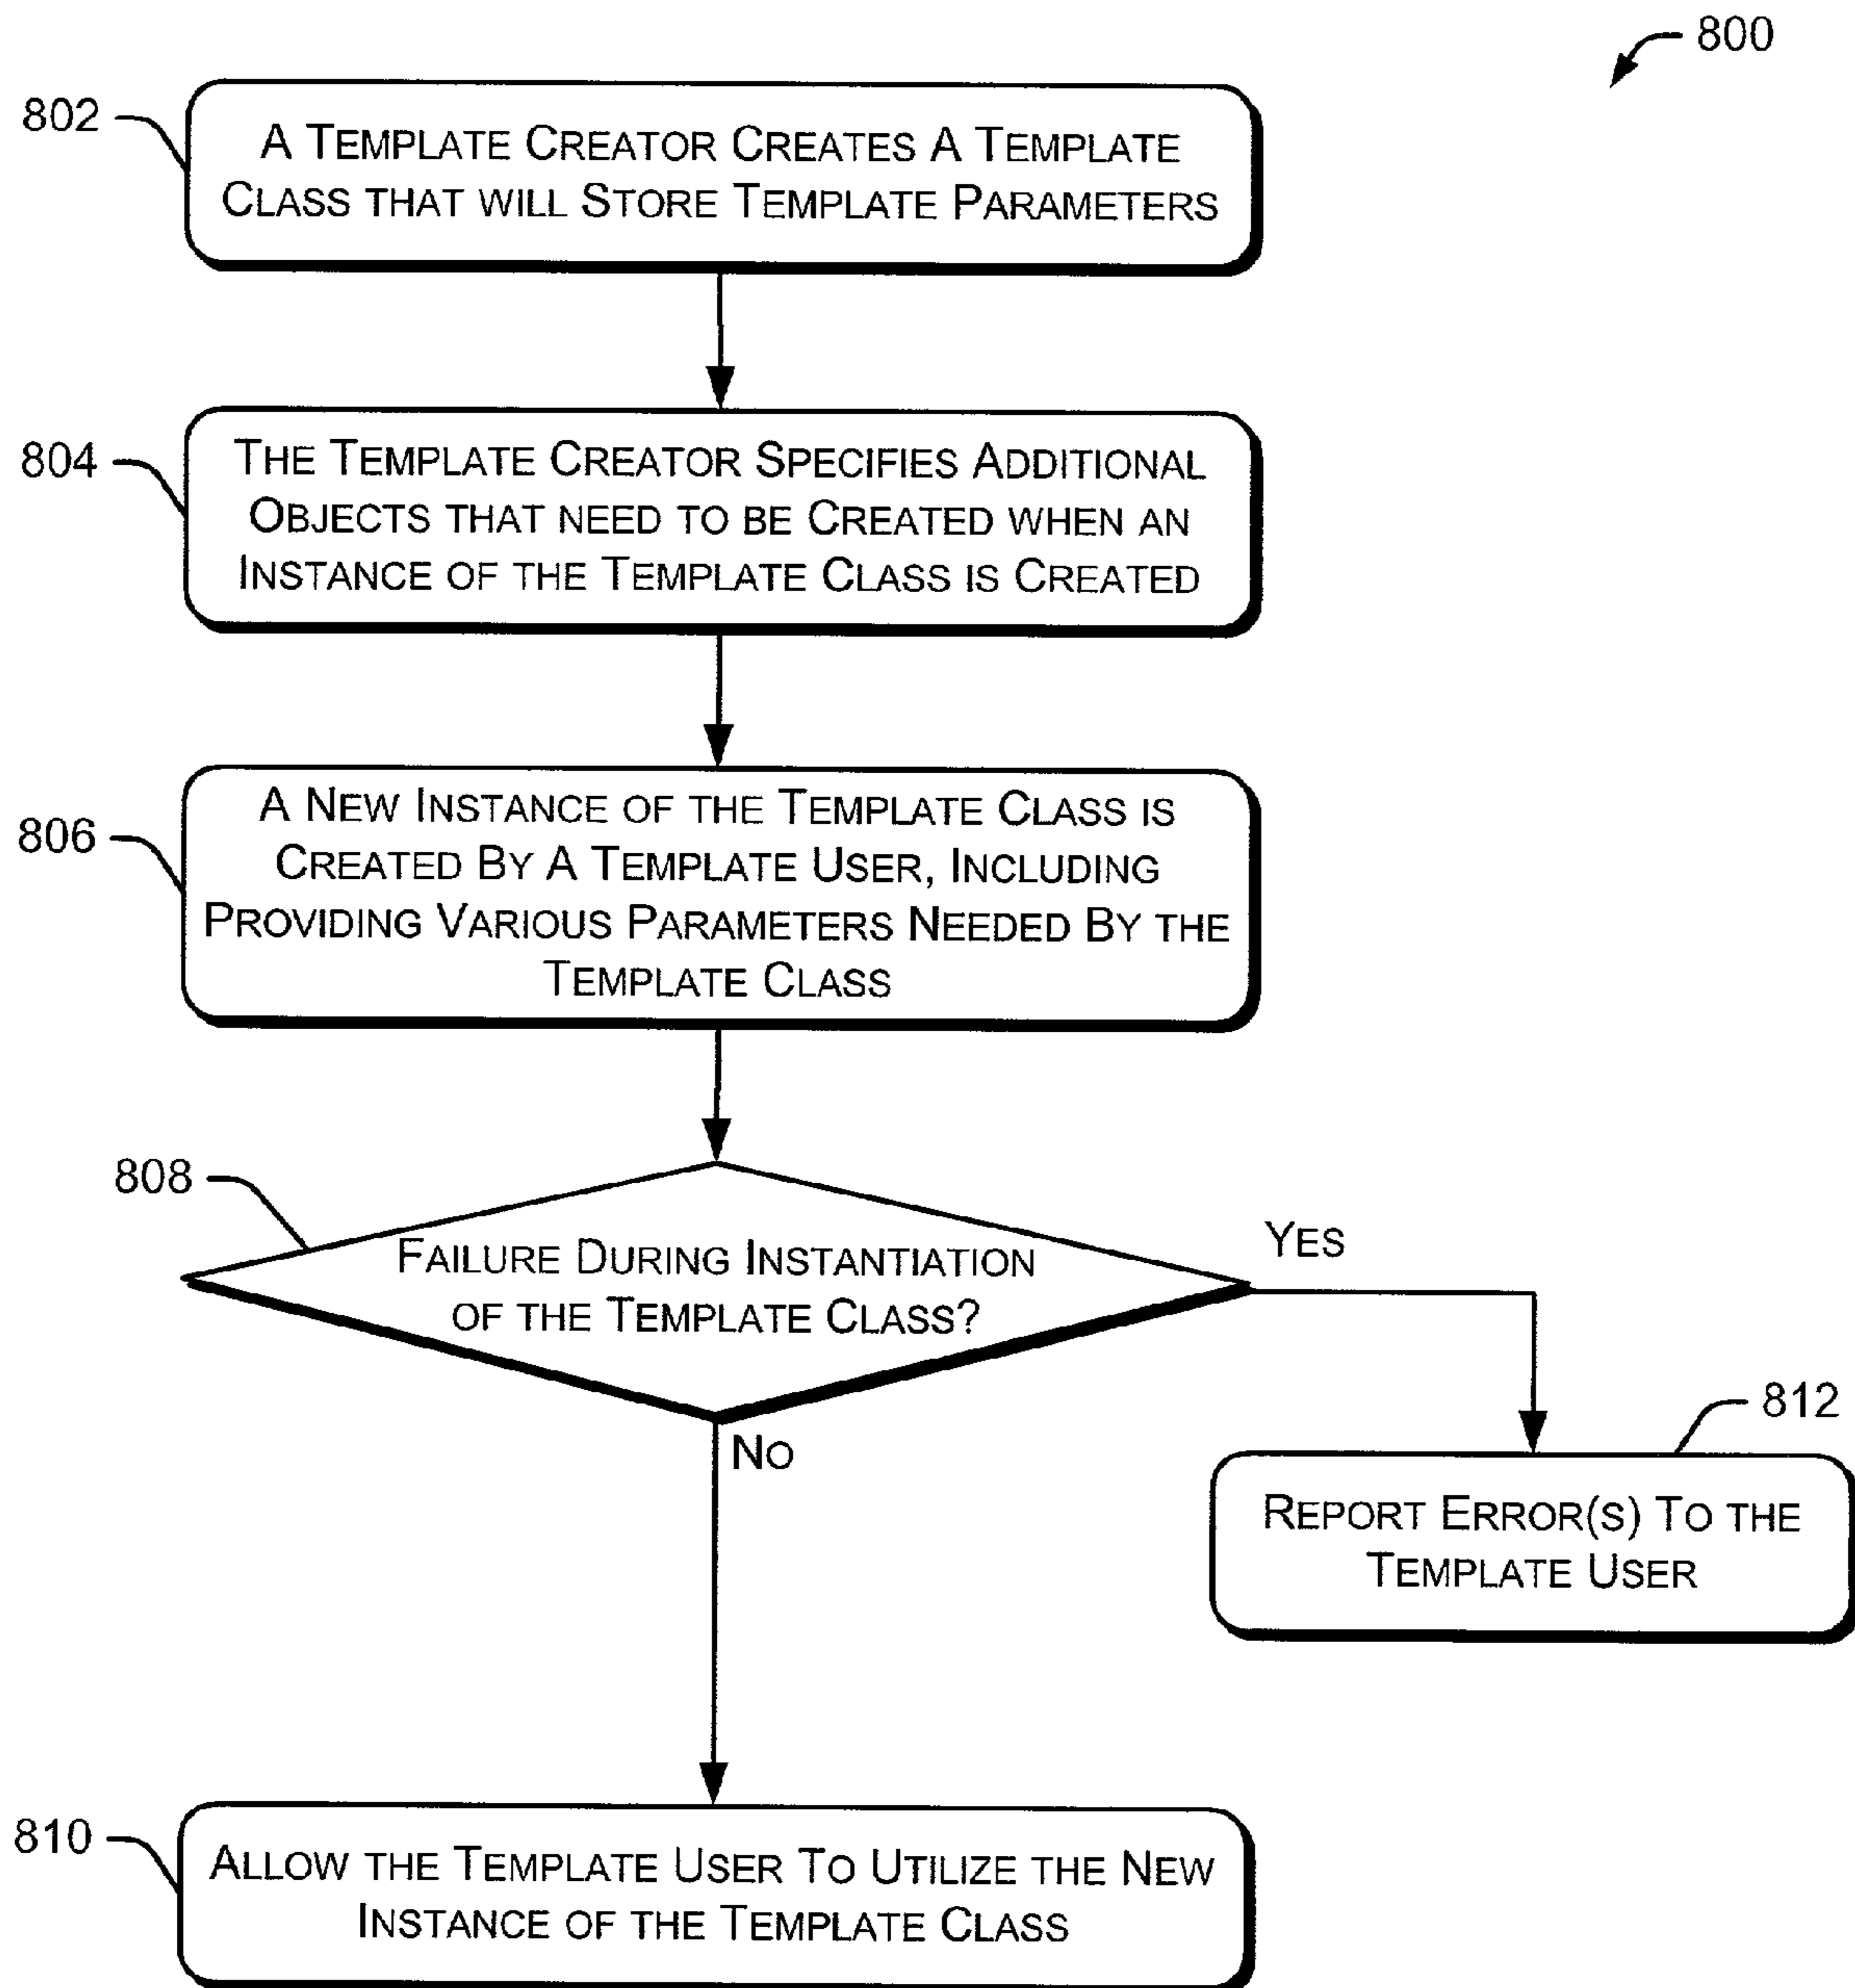 800
802
A TEMPLATE CREATOR CREATES A TEMPLATE
CLASS THAT WILL STORE TEMPLATE PARAMETERS
804
THE TEMPLATE CREATOR SPECIFIES ADDITIONAL
OBJECTS THAT NEED TO BE CREATED WHEN AN
INSTANCE OF THE TEMPLATE CLASS IS CREATED
806
A NEW INSTANCE OF THE TEMPLATE CLASS IS
CREATED BY A TEMPLATE USER, INCLUDING
PROVIDING VARIOUS PARAMETERS NEEDED BY THE
TEMPLATE CLASS
808
FAILURE DURING INSTANTIATION
OF THE TEMPLATE CLASS?
YES
NO
812
REPORT ERROR(S) TO THE
TEMPLATE USER
810
ALLOW THE TEMPLATE USER TO UTILIZE THE NEW
INSTANCE OF THE TEMPLATE CLASS